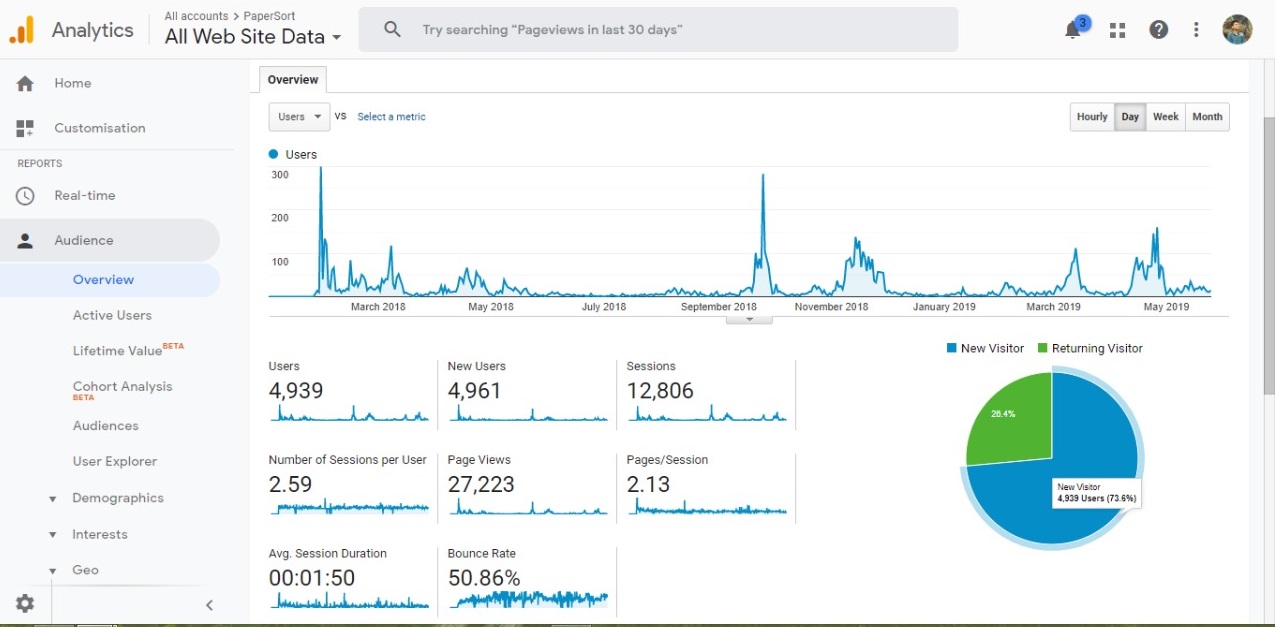 Analytics
All accounts > PaperSort
All Web Site Data
Try searching “Pageviews in last 30 days”
3
Home
Customisation
REPORTS
Real-time
Audience
Overview
Active Users
Lifetime Value BETA
Cohort Analysis
BETA
Audiences
User Explorer
Demographics
Interests
Geo
Overview
Users VS Select a metric
Hourly Day Week Month
Users
300
200
100
March 2018 May 2018 July 2018 September 2018 November 2018 January 2019 March 2019 May 2019
Users
4,939
New Users
4,961
Sessions
12,806
Number of Sessions per User
2.59
Page Views
27,223
Pages/Session
2.13
Avg. Session Duration
00:01:50
Bounce Rate
50.86%
New Visitor Returning Visitor
26.4%
New Visitor
4,939 Users (73.6%)